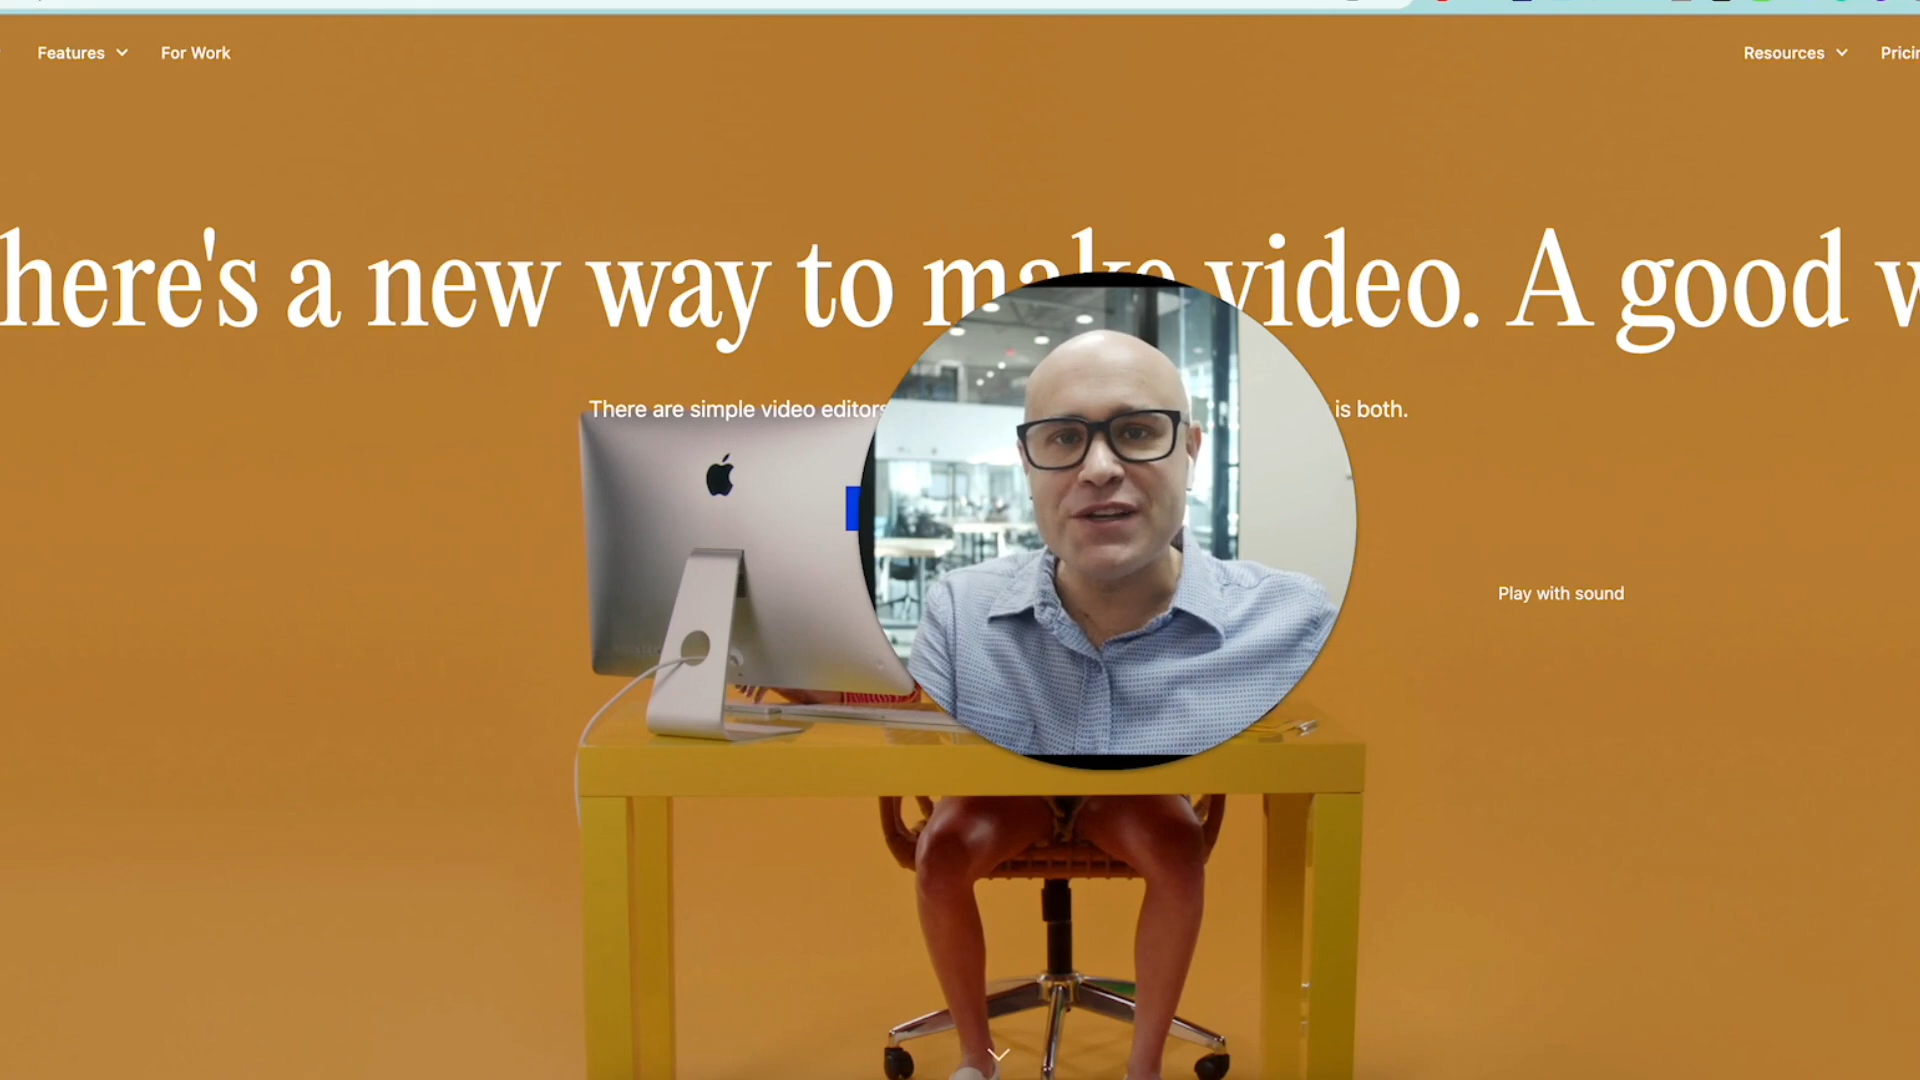 Features
For Work
Resources
here's a new way to make video. A good
There are simple video editors
is both.
Play with sound